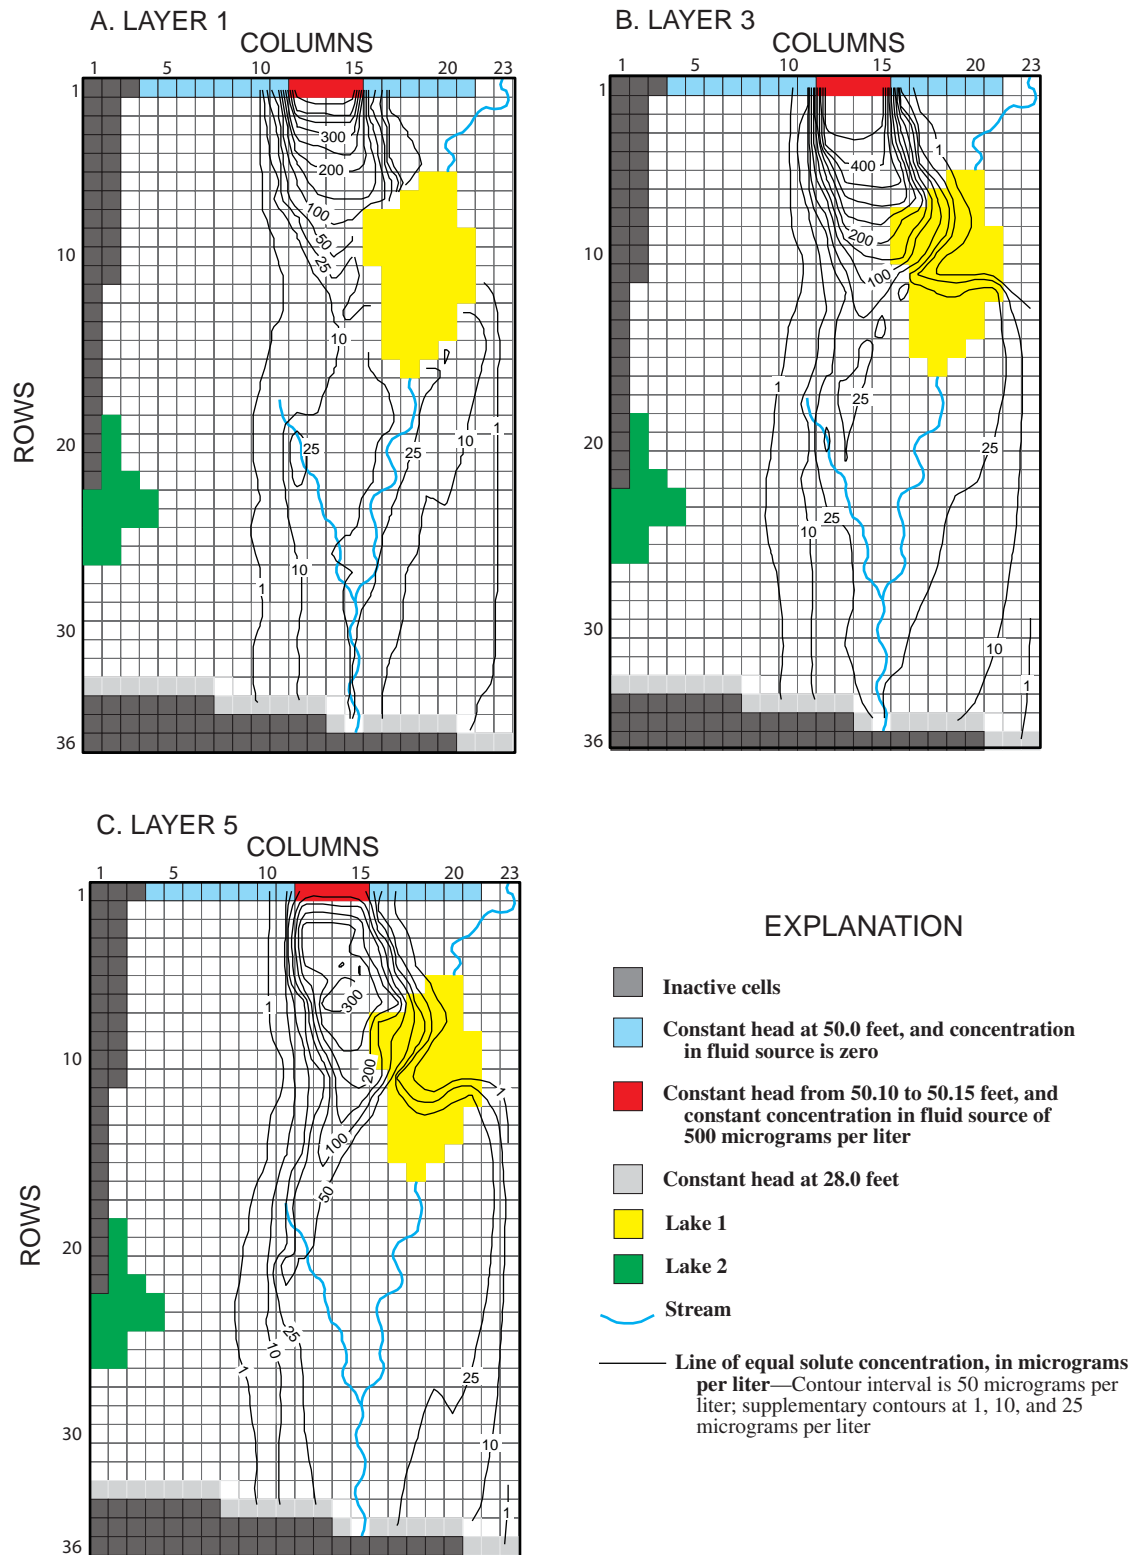 A. LAYER 1
COLUMNS
1 5 10 15 20 23
ROWS
1
10
20
30
36
300
200
100
50
25
10
25
25
10
1
10
1
B. LAYER 3
COLUMNS
1 5 10 15 20 23
1
10
20
30
36
1
400
200
100
1
25
25
10
25
10
1
C. LAYER 5
COLUMNS
1 5 10 15 20 23
ROWS
1
10
20
30
36
1
300
200
1
100
50
25
10
1
25
10
1
EXPLANATION
Inactive cells
Constant head at 50.0 feet, and concentration
in fluid source is zero
Constant head from 50.10 to 50.15 feet, and
constant concentration in fluid source of
500 micrograms per liter
Constant head at 28.0 feet
Lake 1
Lake 2
Stream
Line of equal solute concentration, in micrograms
per liter—Contour interval is 50 micrograms per
liter; supplementary contours at 1, 10, and 25
micrograms per liter